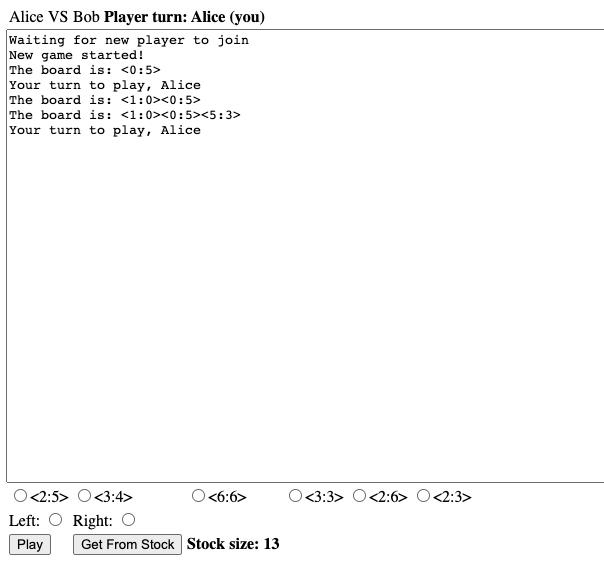 Alice VS Bob Player turn: Alice (you)
Waiting for new player to join
New game started!
The board is: <0:5>
Your turn to play, Alice
The board is: <1:0><0:5>
The board is: <1:0><0:5><5:3>
Your turn to play, Alice
<2:5> <3:4> <6:6> <3:3> <2:6> <2:3>
Left: Right:
Play Get From Stock Stock size: 13